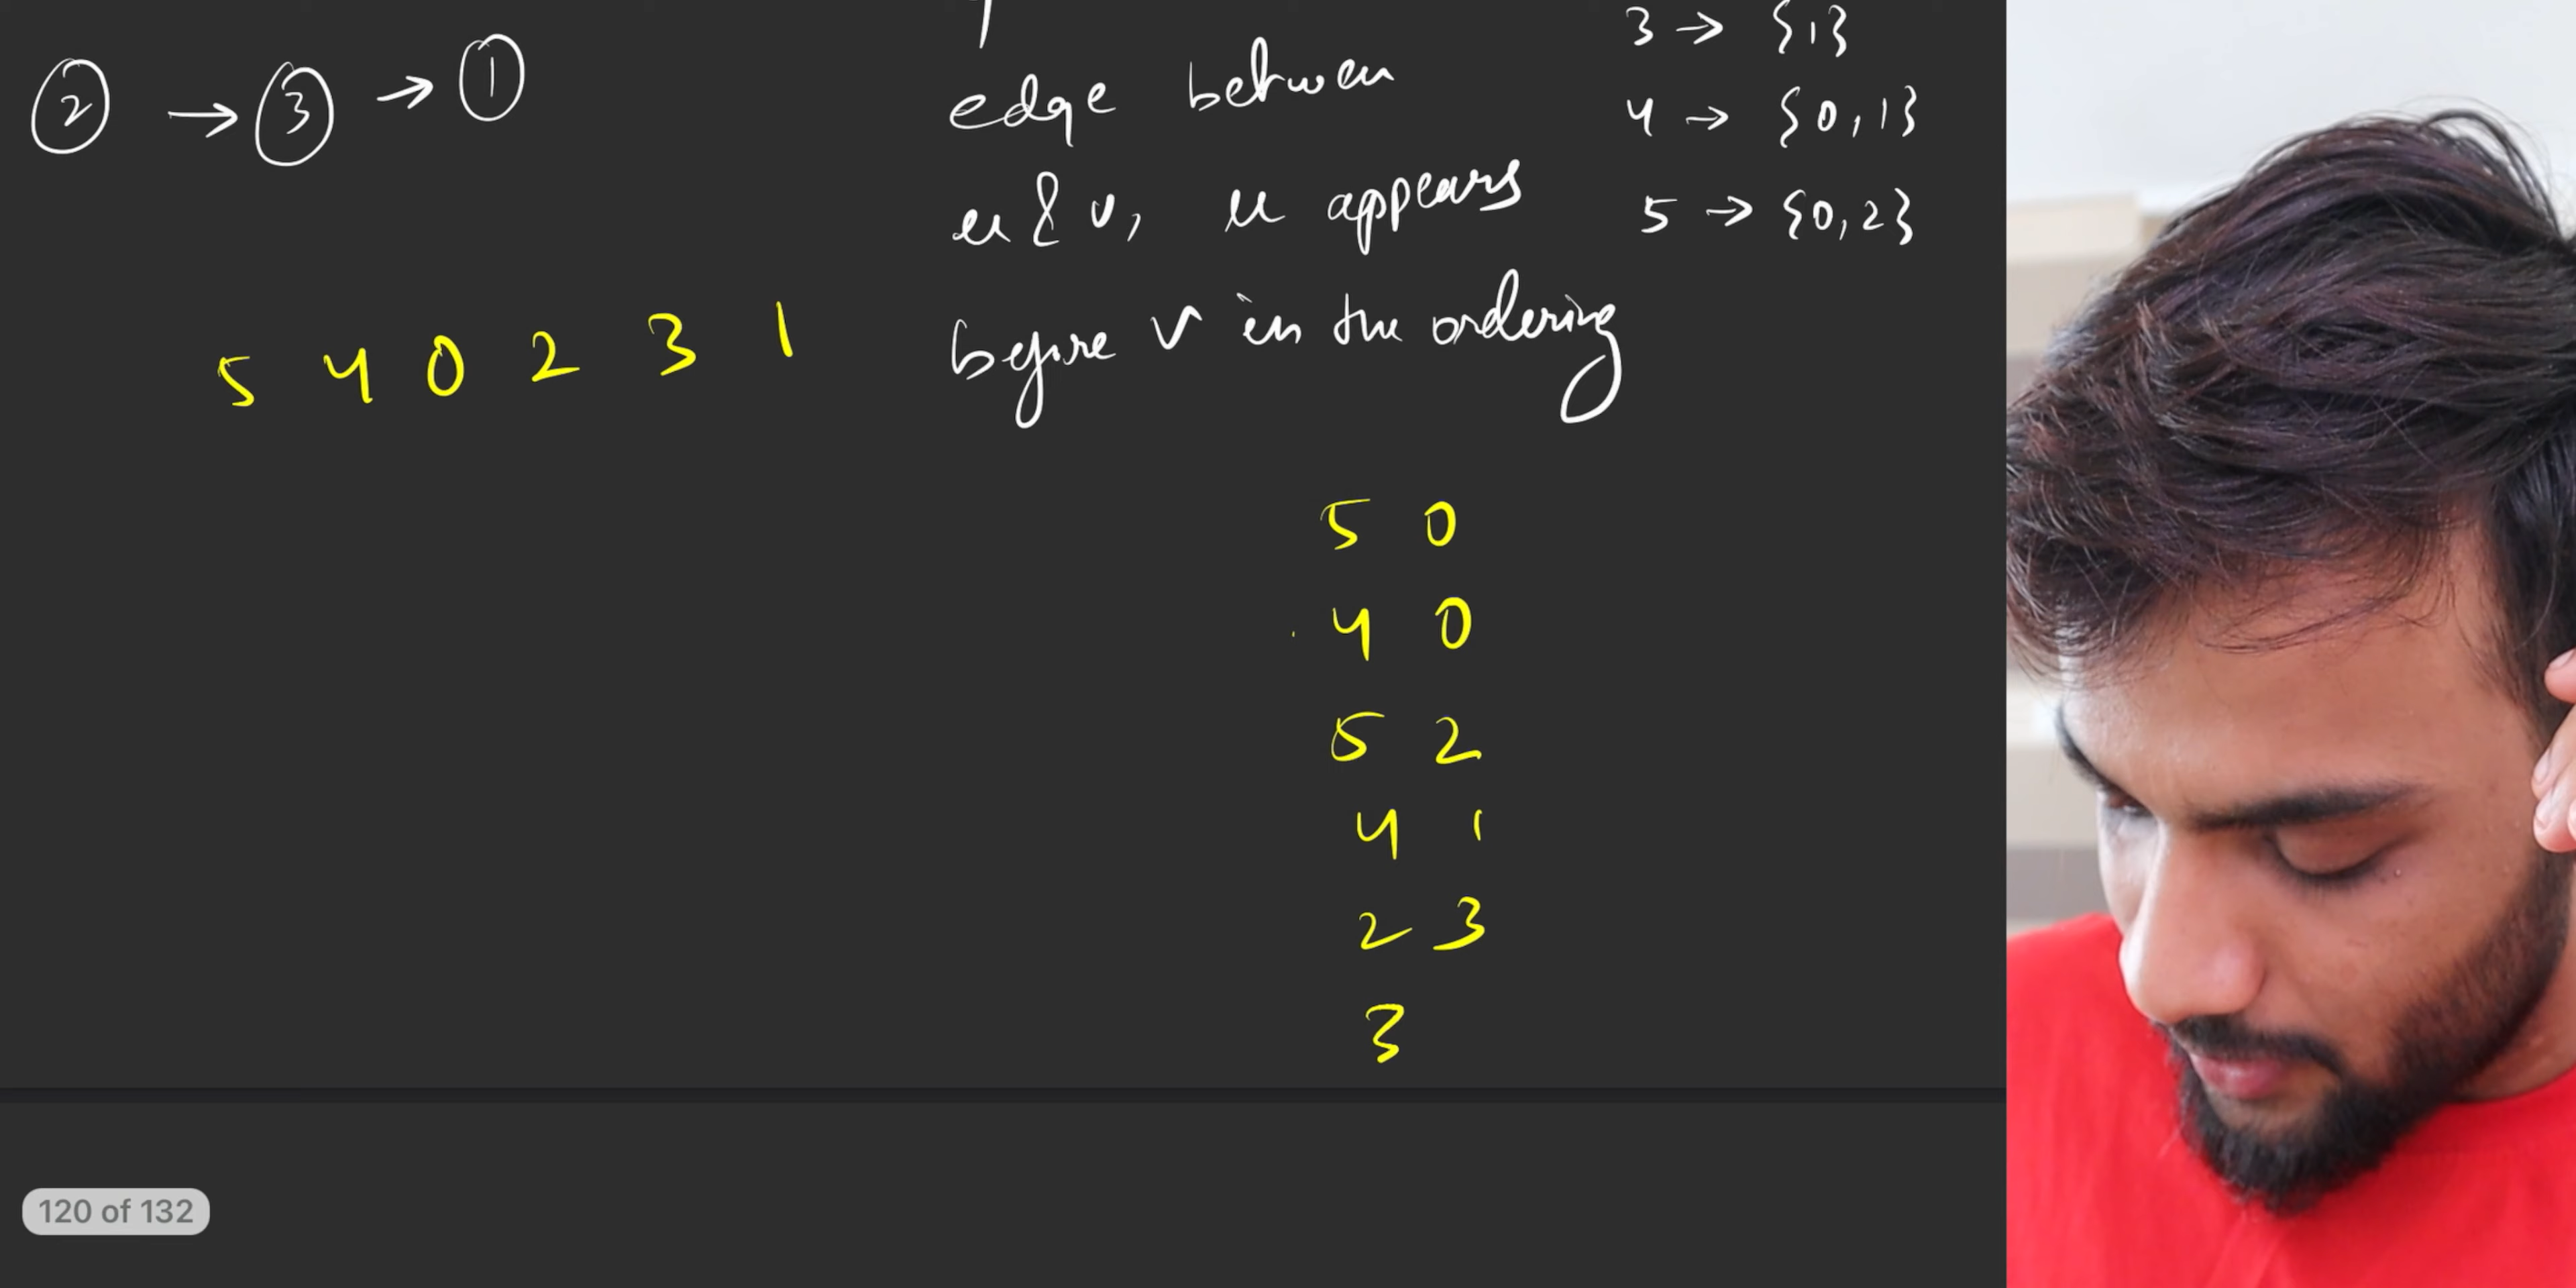 2 → 3 → 1
edge between
u & v, u appears
before v in the ordering
3 → {1}
4 → {0,1}
5 → {0,2}
5 4 0 2 3 1
5 0
4 0
5 2
4 1
2 3
3
120 of 132